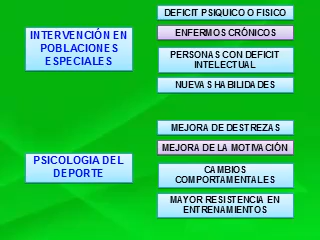 INTERVENCIÓN EN
POBLACIONES
ESPECIALES
DEFICIT PSIQUICO O FISICO
ENFERMOS CRÓNICOS
PERSONAS CON DEFICIT
INTELECTUAL
NUEVAS HABILIDADES
PSICOLOGIA DEL
DEPORTE
MEJORA DE DESTREZAS
MEJORA DE LA MOTIVACIÓN
CAMBIOS
COMPORTAMENTALES
MAYOR RESISTENCIA EN
ENTRENAMIENTOS